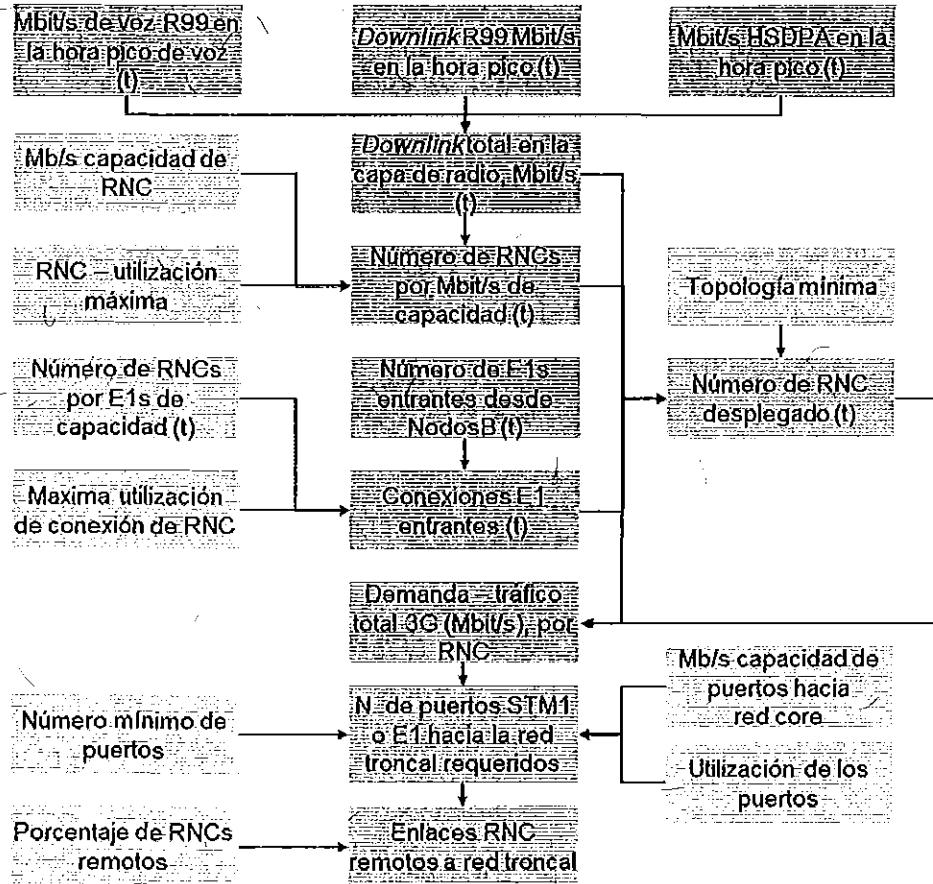 Mbit/s de voz R99 en
la hora pico de voz
(t)
Downlink R99 Mbit/s
en la hora pico (t)
Mbit/s HSDPA en la
hora pico (t)
Mb/s capacidad de
RNC
Downlink total en la
capa de radio, Mbit/s
(t)
RNC – utilización
máxima
Número de RNCs
por Mbit/s de
capacidad (t)
Topología mínima
Número de RNCs
por E1s de
capacidad (t)
Número de E1s
entrantes desde
NodosB (t)
Número de RNC
desplegado (t)
Maxima utilización
de conexión de RNC
Conexiones E1
entrantes (t)
Demanda – tráfico
total 3G (Mbit/s), por
RNC
Mb/s capacidad de
puertos hacia
red core
Número mínimo de
puertos
N. de puertos STM1
o E1 hacia la red
troncal requeridos
Utilización de los
puertos
Porcentaje de RNCs
remotos
Enlaces RNC
remotos a red troncal